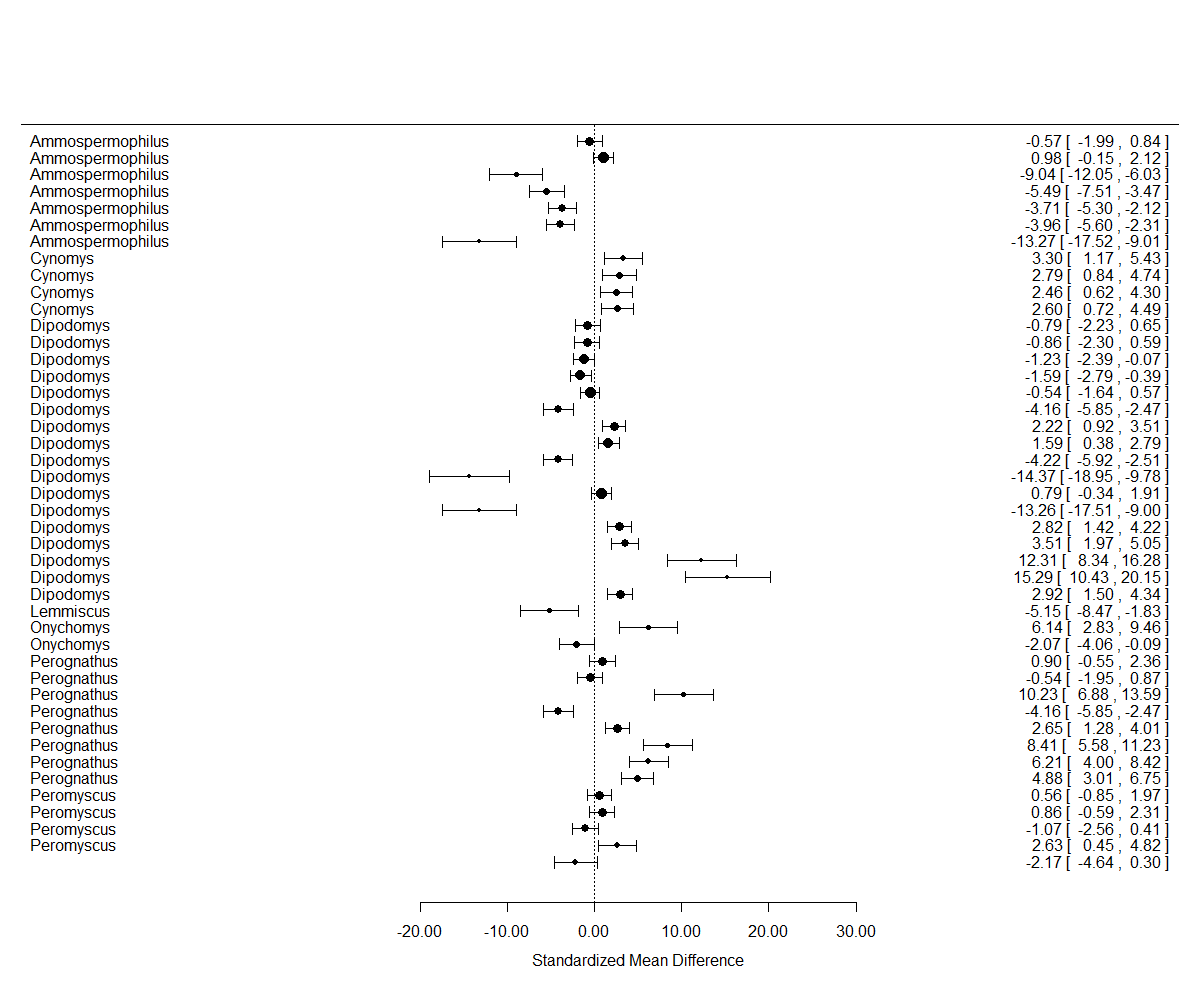 Ammospermophilus -0.57 [ -1.99 , 0.84 ]
Ammospermophilus 0.98 [ -0.15 , 2.12 ]
Ammospermophilus -9.04 [ -12.05 , -6.03 ]
Ammospermophilus -5.49 [ -7.51 , -3.47 ]
Ammospermophilus -3.71 [ -5.30 , -2.12 ]
Ammospermophilus -3.96 [ -5.60 , -2.31 ]
Ammospermophilus -13.27 [ -17.52 , -9.01 ]
Cynomys 3.30 [ 1.17 , 5.43 ]
Cynomys 2.79 [ 0.84 , 4.74 ]
Cynomys 2.46 [ 0.62 , 4.30 ]
Cynomys 2.60 [ 0.72 , 4.49 ]
Dipodomys -0.79 [ -2.23 , 0.65 ]
Dipodomys -0.86 [ -2.30 , 0.59 ]
Dipodomys -1.23 [ -2.39 , -0.07 ]
Dipodomys -1.59 [ -2.79 , -0.39 ]
Dipodomys -0.54 [ -1.64 , 0.57 ]
Dipodomys -4.16 [ -5.85 , -2.47 ]
Dipodomys 2.22 [ 0.92 , 3.51 ]
Dipodomys 1.59 [ 0.38 , 2.79 ]
Dipodomys -4.22 [ -5.92 , -2.51 ]
Dipodomys -14.37 [ -18.95 , -9.78 ]
Dipodomys 0.79 [ -0.34 , 1.91 ]
Dipodomys -13.26 [ -17.51 , -9.00 ]
Dipodomys 2.82 [ 1.42 , 4.22 ]
Dipodomys 3.51 [ 1.97 , 5.05 ]
Dipodomys 12.31 [ 8.34 , 16.28 ]
Dipodomys 15.29 [ 10.43 , 20.15 ]
Dipodomys 2.92 [ 1.50 , 4.34 ]
Lemmiscus -5.15 [ -8.47 , -1.83 ]
Onychomys 6.14 [ 2.83 , 9.46 ]
Onychomys -2.07 [ -4.06 , -0.09 ]
Perognathus 0.90 [ -0.55 , 2.36 ]
Perognathus -0.54 [ -1.95 , 0.87 ]
Perognathus 10.23 [ 6.88 , 13.59 ]
Perognathus -4.16 [ -5.85 , -2.47 ]
Perognathus 2.65 [ 1.28 , 4.01 ]
Perognathus 8.41 [ 5.58 , 11.23 ]
Perognathus 6.21 [ 4.00 , 8.42 ]
Perognathus 4.88 [ 3.01 , 6.75 ]
Peromyscus 0.56 [ -0.85 , 1.97 ]
Peromyscus 0.86 [ -0.59 , 2.31 ]
Peromyscus -1.07 [ -2.56 , 0.41 ]
Peromyscus 2.63 [ 0.45 , 4.82 ]
-2.17 [ -4.64 , 0.30 ]
-20.00 -10.00 0.00 10.00 20.00 30.00
Standardized Mean Difference